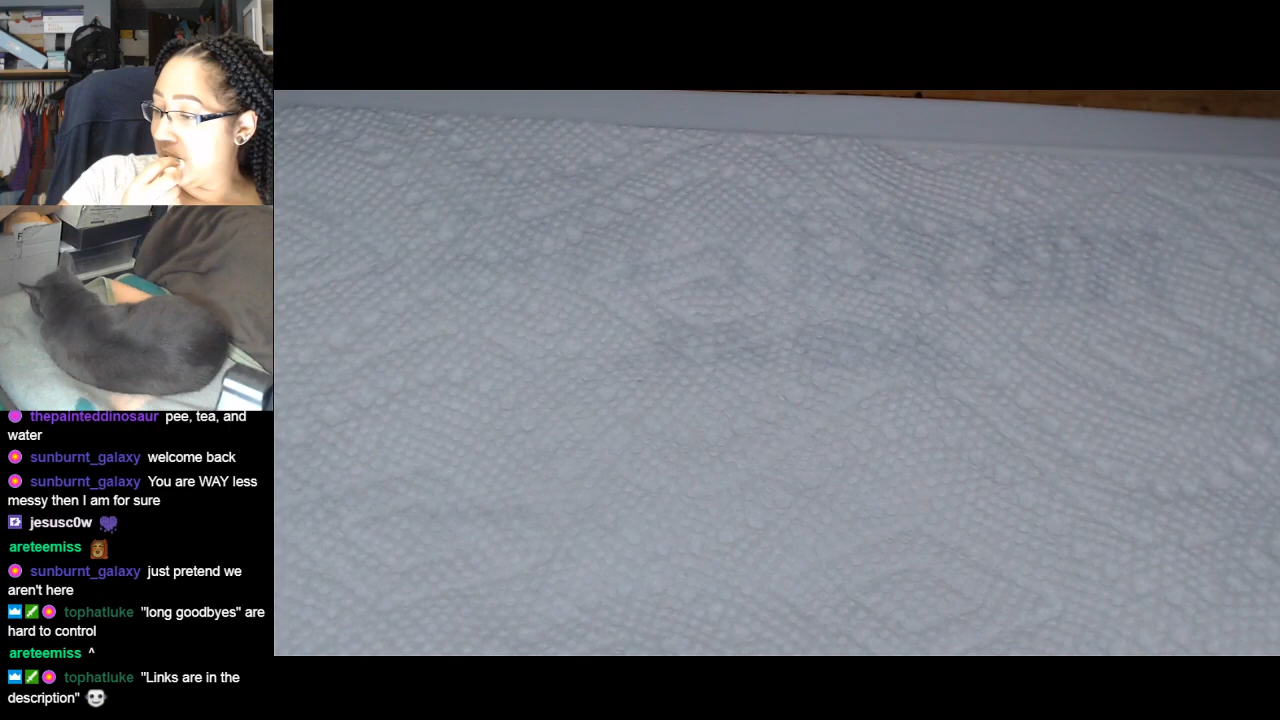 thepainteddinosaur pee, tea, and
water
sunburnt_galaxy welcome back
sunburnt_galaxy You are WAY less
messy then I am for sure
jesusc0w
areteemiss
sunburnt_galaxy just pretend we
aren't here
tophatluke "long goodbyes" are
hard to control
areteemiss ^
tophatluke "Links are in the
description"